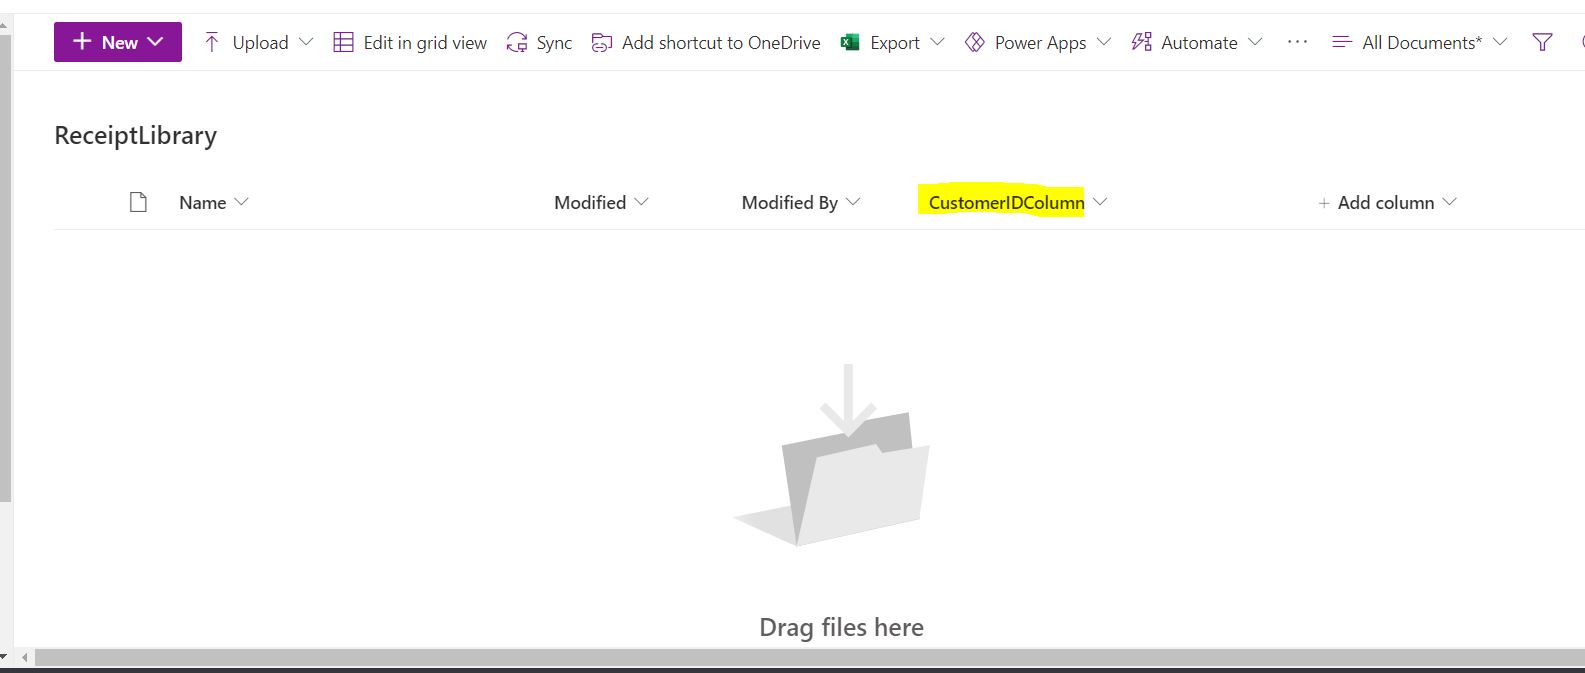 + New Upload Edit in grid view Sync Add shortcut to OneDrive Export Power Apps Automate ··· All Documents*
ReceiptLibrary
Name Modified Modified By CustomerIDColumn + Add column
Drag files here